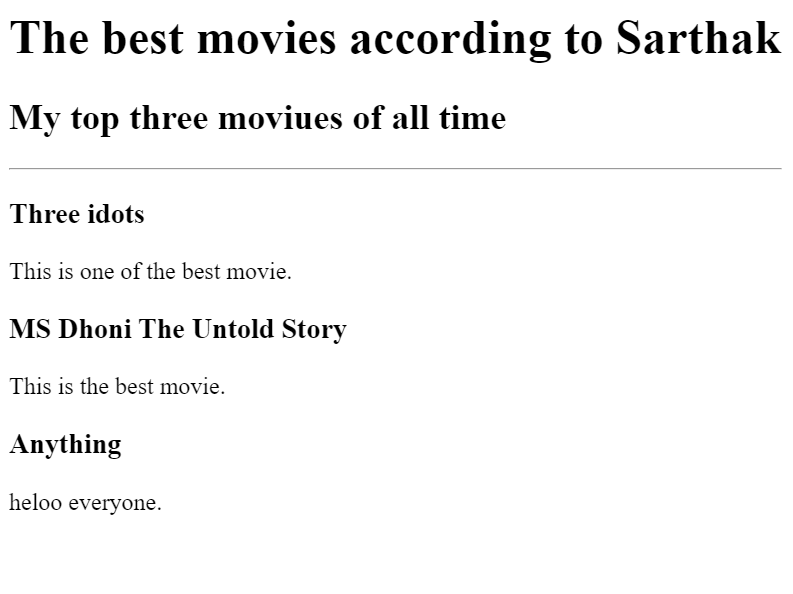 The best movies according to Sarthak
My top three moviues of all time
Three idots
This is one of the best movie.
MS Dhoni The Untold Story
This is the best movie.
Anything
heloo everyone.